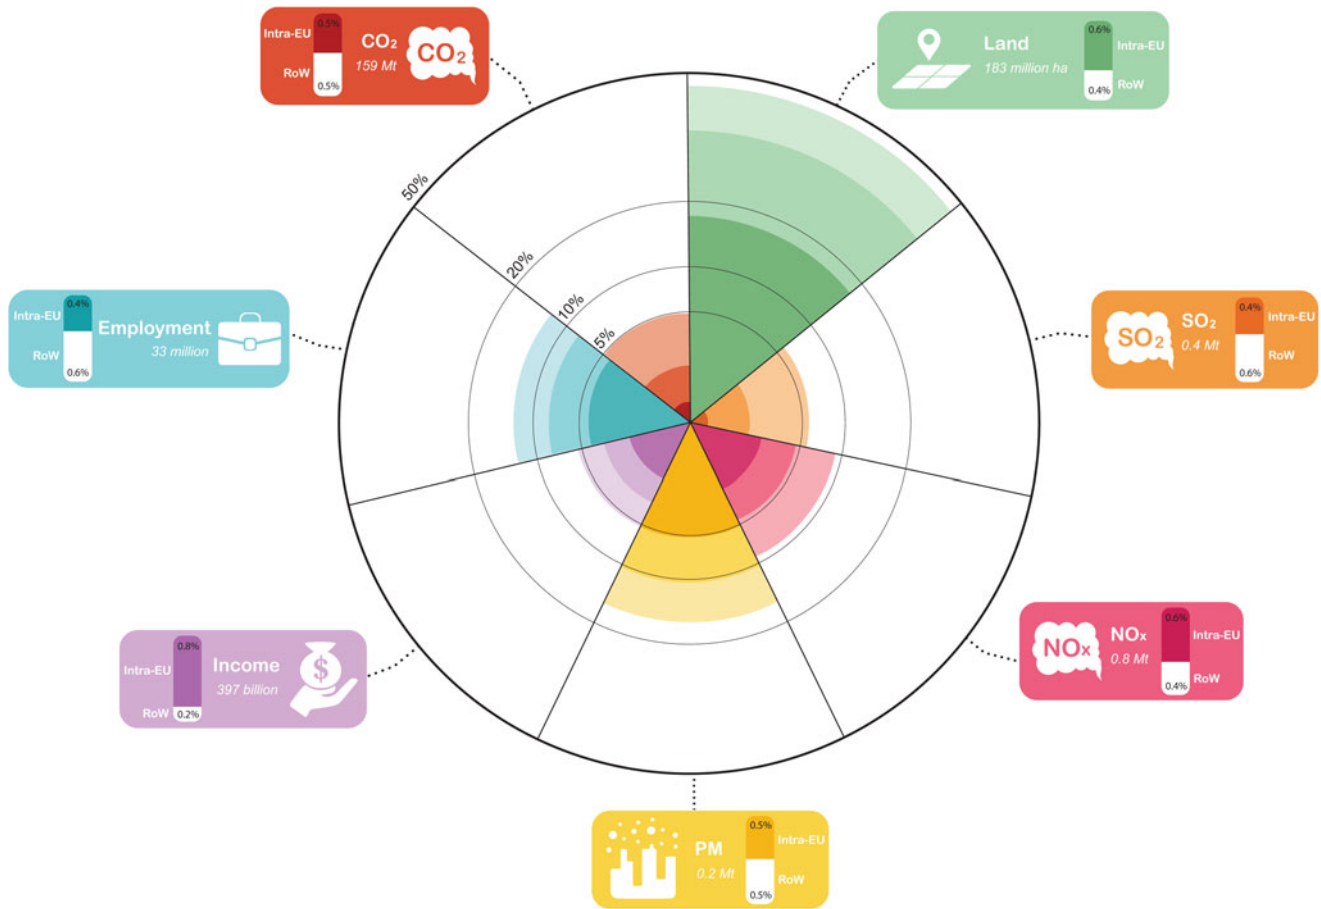 0.5%
Intra-EU
CO₂
159 Mt
CO₂
RoW
0.5%
Land
183 million ha
0.6%
Intra-EU
RoW
0.4%
50%
20%
10%
5%
0.4%
Intra-EU
Employment
33 million
RoW
0.6%
SO₂
SO₂
0.4 Mt
0.4%
Intra-EU
RoW
0.6%
0.8%
Intra-EU
Income
397 billion
$
RoW
0.2%
NOx
NOx
0.8 Mt
0.6%
Intra-EU
RoW
0.4%
PM
0.2 Mt
0.5%
Intra-EU
RoW
0.5%